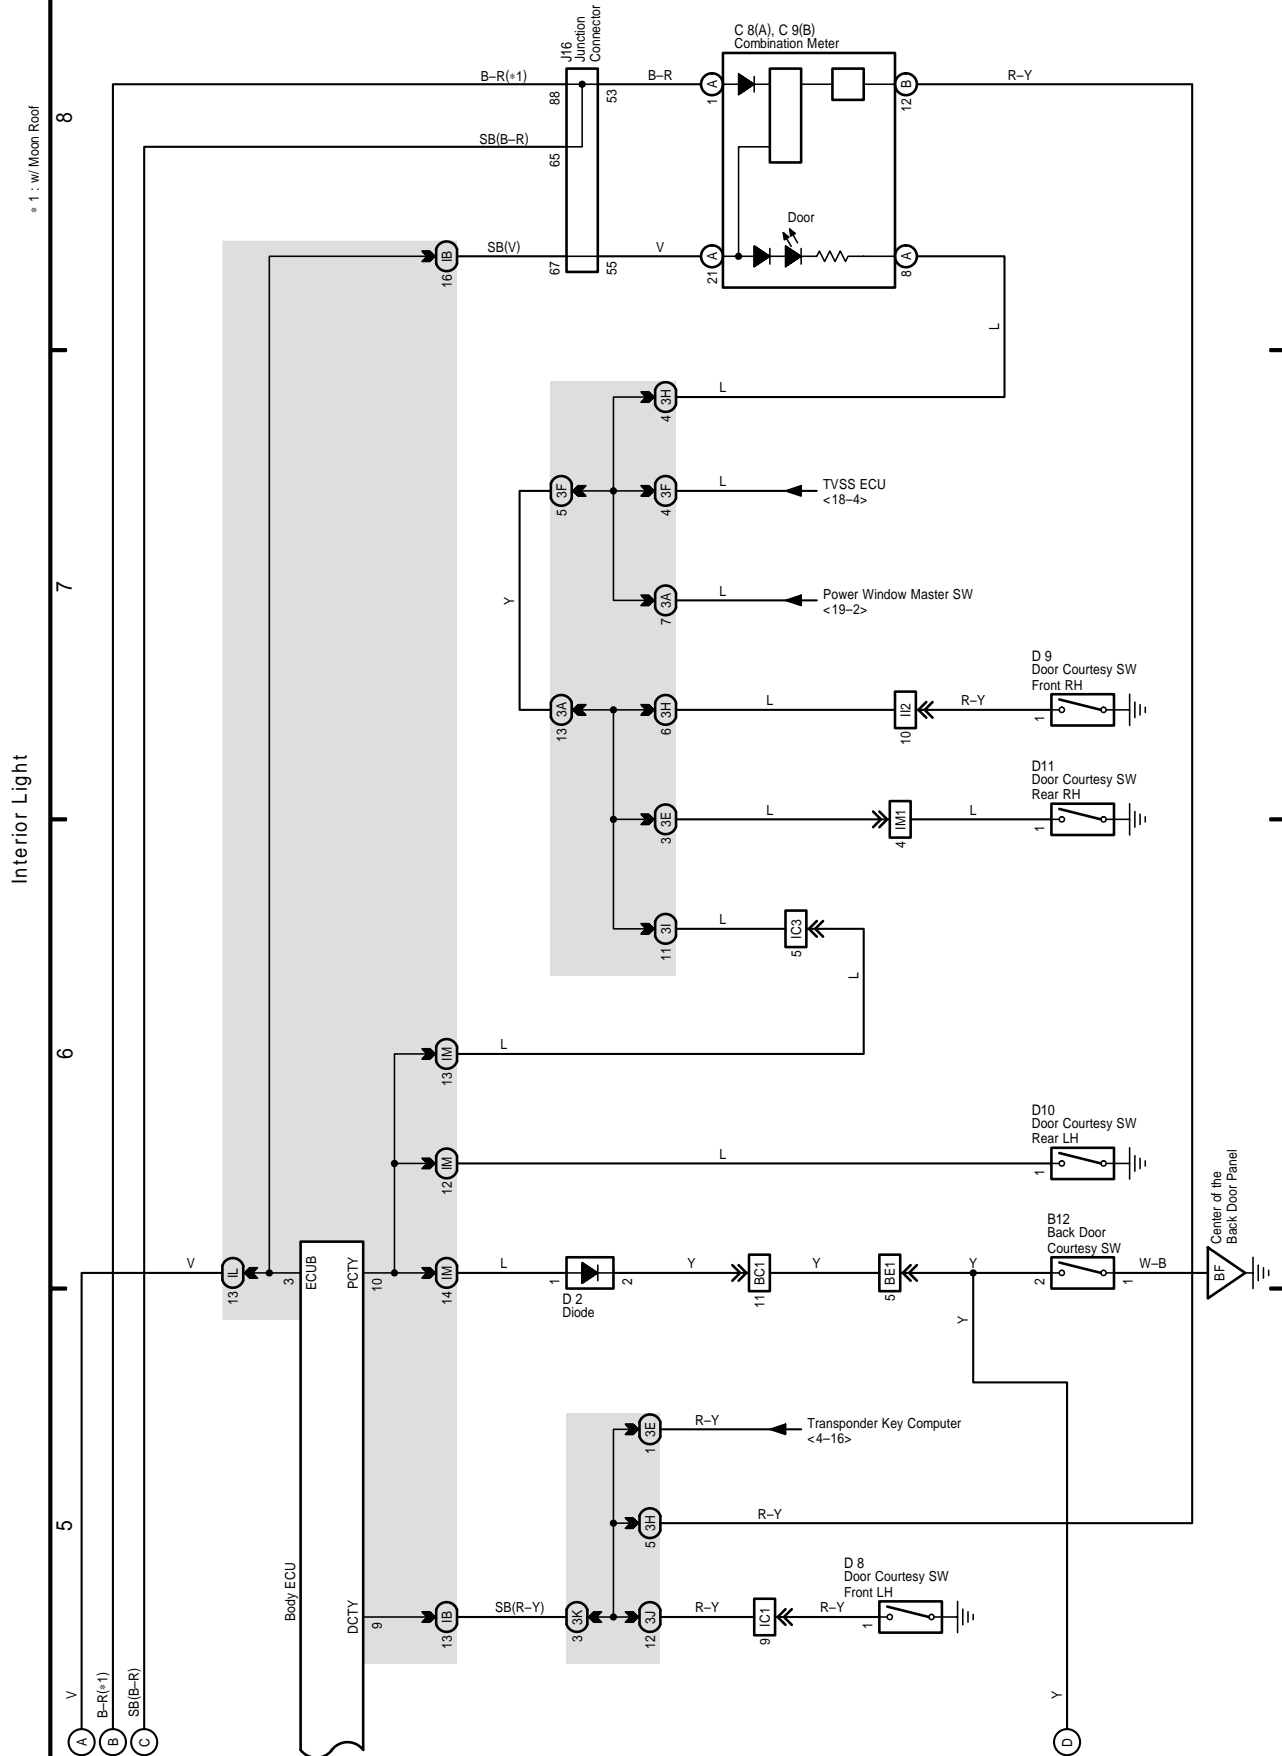 Interior Light
* 1 : w/ Moon Roof
8
7
6
5
J16
Junction
Connector
C 8(A), C 9(B)
Combination Meter
B–R(*1)
88
53
B–R
A
1
B
12
R–Y
SB(B–R)
65
Door
IB
16
SB(V)
67
55
V
A
21
A
8
L
3H
4
L
3F
5
3F
4
L
TVSS ECU
<18–4>
Y
3A
7
L
Power Window Master SW
<19–2>
D 9
Door Courtesy SW
Front RH
3A
13
3H
6
L
II2
10
R–Y
1
D11
Door Courtesy SW
Rear RH
3E
3
L
IM1
4
L
1
3I
11
L
IC3
5
L
IM
13
L
D10
Door Courtesy SW
Rear LH
IM
12
L
1
Center of the
Back Door Panel
B12
Back Door
Courtesy SW
V
IL
13
3
ECUB
PCTY
10
IM
14
L
1
D 2
Diode
2
Y
BC1
11
Y
BE1
5
Y
2
1
W–B
BF
Y
3E
1
R–Y
Transponder Key Computer
<4–16>
3H
5
R–Y
Body ECU
D 8
Door Courtesy SW
Front LH
DCTY
9
IB
13
SB(R–Y)
3K
3
3J
12
R–Y
IC1
9
R–Y
1
V
B–R(*1)
SB(B–R)
Y
A
B
C
D